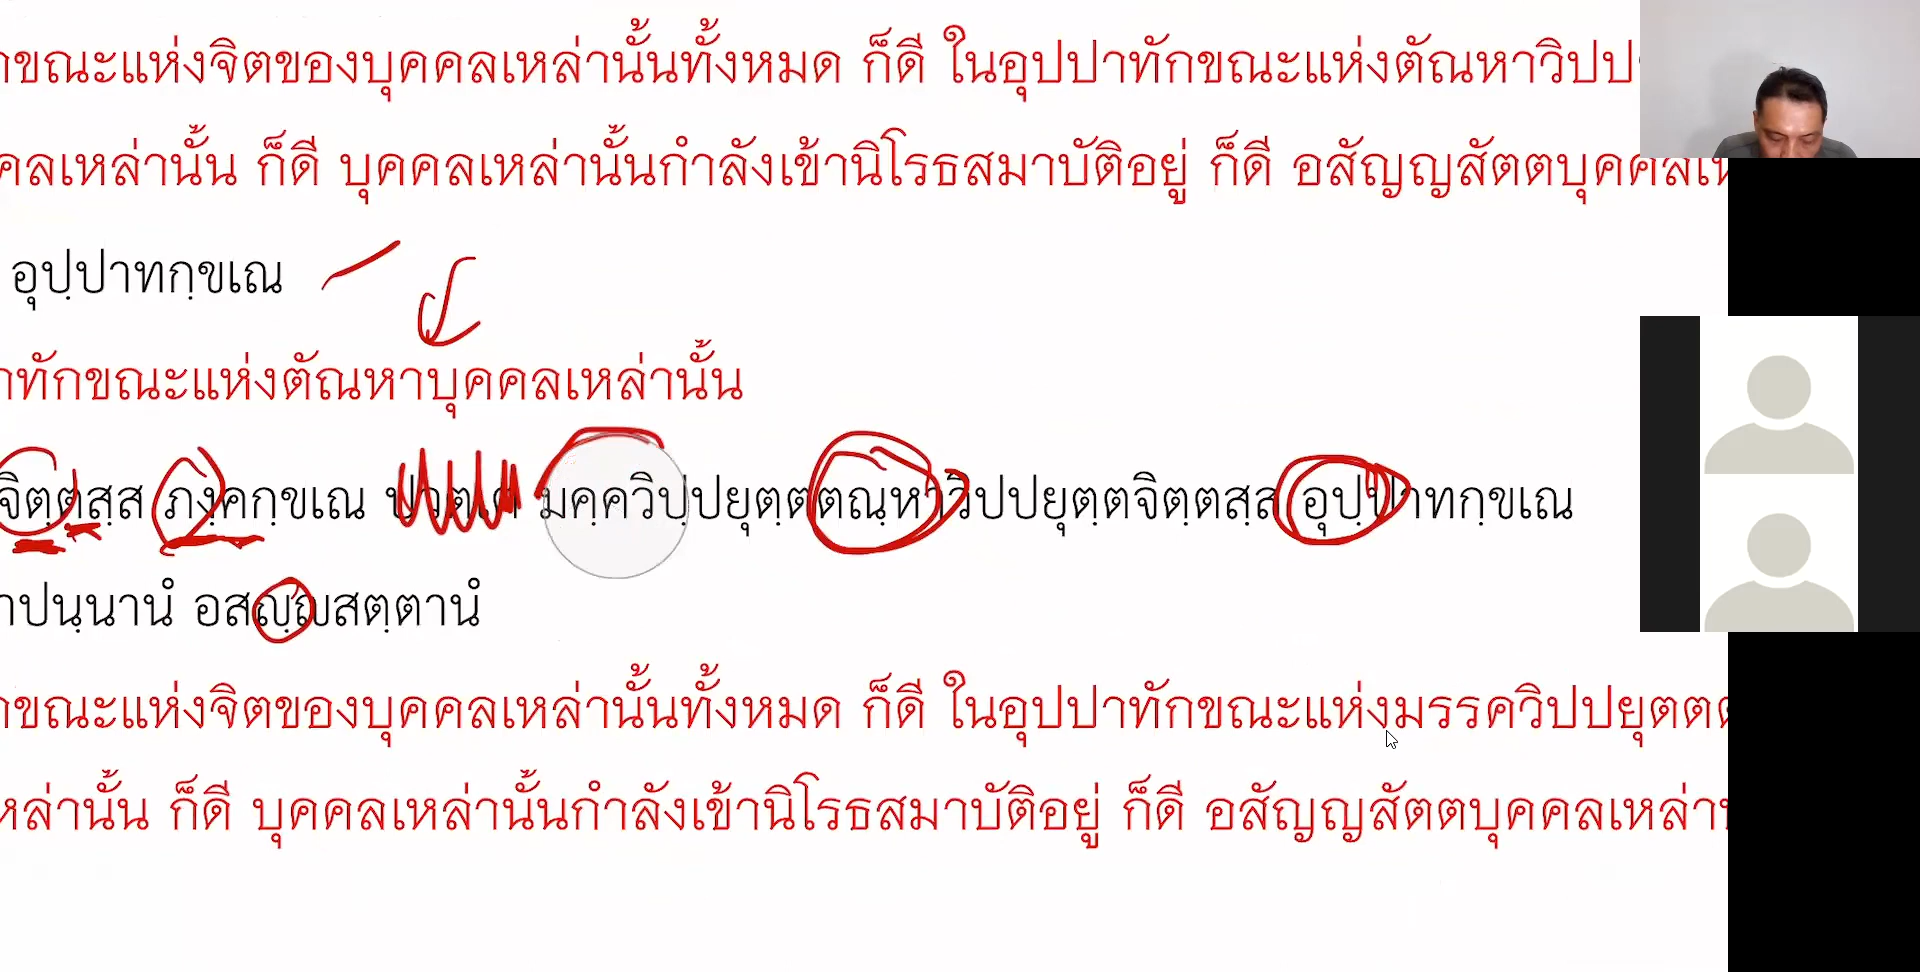 ขณะแห่งจิตของบุคคลเหล่านั้นทั้งหมด ก็ดี ในอุปปาทักขณะแห่งตัณหาวิปป
คลเหล่านั้น ก็ดี บุคคลเหล่านั้นกำลังเข้านิโรธสมาบัติอยู่ ก็ดี อสัญญสัตตบุคคลเห
อุปฺปาทกฺขเณ
าทักขณะแห่งตัณหาบุคคลเหล่านั้น
จิตฺตสฺส ภงฺคกฺขเณ มคฺควิปฺปยุตฺตตณฺหาวิปปยุตฺตจิตฺตสฺส อุปฺปาทกฺขเณ
าปนฺนานํ อสญฺญสตฺตานํ
ขณะแห่งจิตของบุคคลเหล่านั้นทั้งหมด ก็ดี ในอุปปาทักขณะแห่งมรรควิปปยุตต
หล่านั้น ก็ดี บุคคลเหล่านั้นกำลังเข้านิโรธสมาบัติอยู่ ก็ดี อสัญญสัตตบุคคลเหล่า